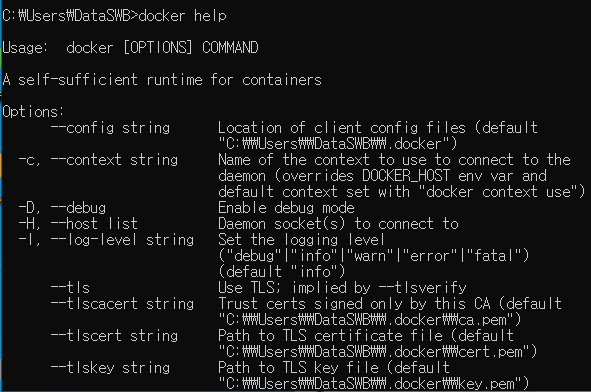 C:₩Users₩DataSWB>docker help
Usage:  docker [OPTIONS] COMMAND
A self-sufficient runtime for containers
Options:
      --config string      Location of client config files (default
                           "C:₩₩Users₩₩DataSWB₩₩.docker")
  -c, --context string     Name of the context to use to connect to the
                           daemon (overrides DOCKER_HOST env var and
                           default context set with "docker context use")
  -D, --debug              Enable debug mode
  -H, --host list          Daemon socket(s) to connect to
  -l, --log-level string   Set the logging level
                           ("debug"|"info"|"warn"|"error"|"fatal")
                           (default "info")
      --tls                Use TLS; implied by --tlsverify
      --tlscacert string   Trust certs signed only by this CA (default
                           "C:₩₩Users₩₩DataSWB₩₩.docker₩₩ca.pem")
      --tlscert string     Path to TLS certificate file (default
                           "C:₩₩Users₩₩DataSWB₩₩.docker₩₩cert.pem")
      --tlskey string      Path to TLS key file (default
                           "C:₩₩Users₩₩DataSWB₩₩.docker₩₩key.pem")